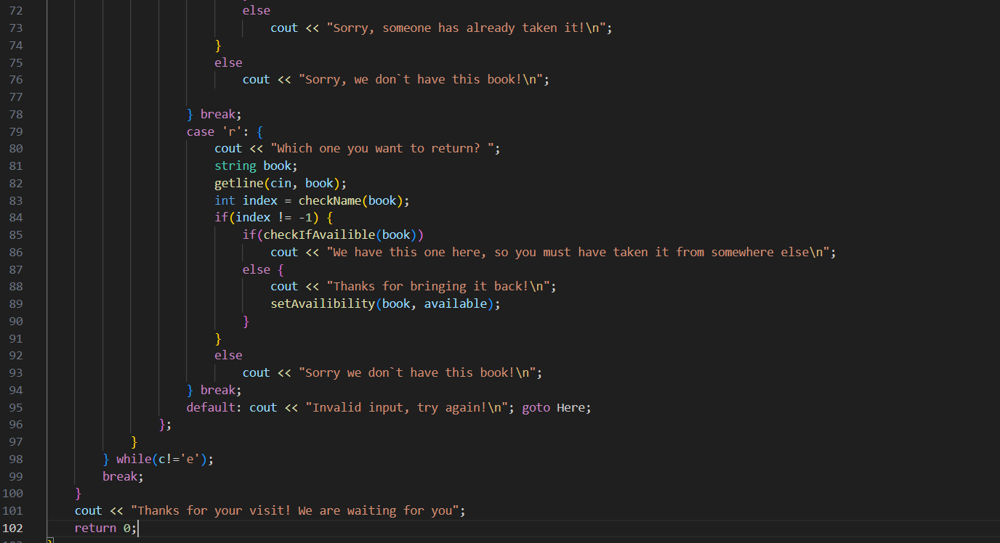 72 else
73 cout << "Sorry, someone has already taken it!\n";
74 }
75 else
76 cout << "Sorry, we don`t have this book!\n";
77
78 } break;
79 case 'r': {
80 cout << "Which one you want to return? ";
81 string book;
82 getline(cin, book);
83 int index = checkName(book);
84 if(index != -1) {
85 if(checkIfAvailible(book))
86 cout << "We have this one here, so you must have taken it from somewhere else\n";
87 else {
88 cout << "Thanks for bringing it back!\n";
89 setAvailibility(book, available);
90 }
91 }
92 else
93 cout << "Sorry we don`t have this book!\n";
94 } break;
95 default: cout << "Invalid input, try again!\n"; goto Here;
96 };
97 }
98 } while(c!='e');
99 break;
100 }
101 cout << "Thanks for your visit! We are waiting for you";
102 return 0;